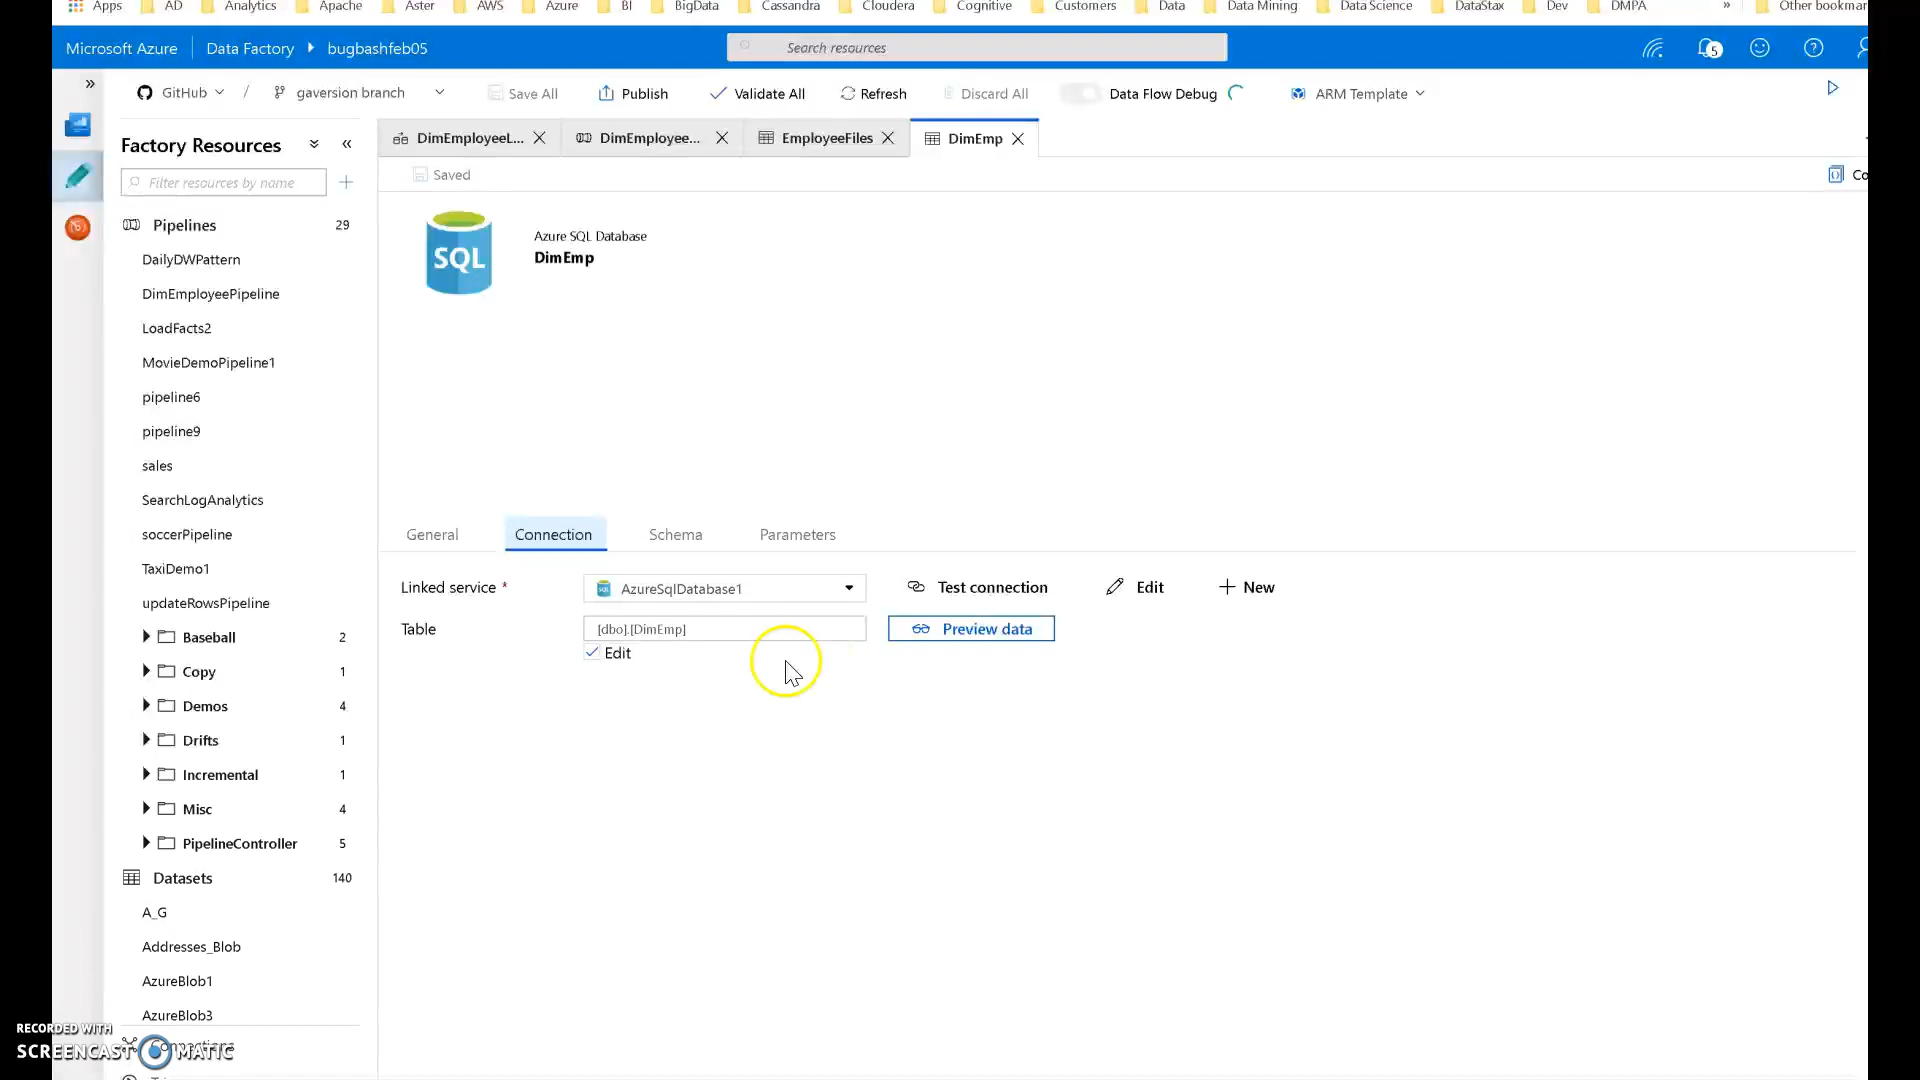 Apps AD Analytics Apache Aster AWS Azure BI BigData Cassandra Cloudera Cognitive Customers Data Data Mining Data Science DataStax Dev DMPA » Other bookmar
Microsoft Azure Data Factory bugbashfeb05 Search resources 5
» GitHub / gaversion branch Save All Publish Validate All Refresh Discard All Data Flow Debug ARM Template
Factory Resources «
DimEmployeeL... DimEmployee... EmployeeFiles DimEmp
Filter resources by name
Saved Co
Pipelines 29
DailyDWPattern
DimEmployeePipeline
LoadFacts2
MovieDemoPipeline1
pipeline6
pipeline9
sales
SearchLogAnalytics
soccerPipeline
TaxiDemo1
updateRowsPipeline
Baseball 2
Copy 1
Demos 4
Drifts 1
Incremental 1
Misc 4
PipelineController 5
Datasets 140
A_G
Addresses_Blob
AzureBlob1
AzureBlob3
SQL
Azure SQL Database
DimEmp
General Connection Schema Parameters
Linked service * AzureSqlDatabase1 Test connection Edit New
Table [dbo].[DimEmp] Preview data
Edit
RECORDED WITH
SCREENCAST MATIC